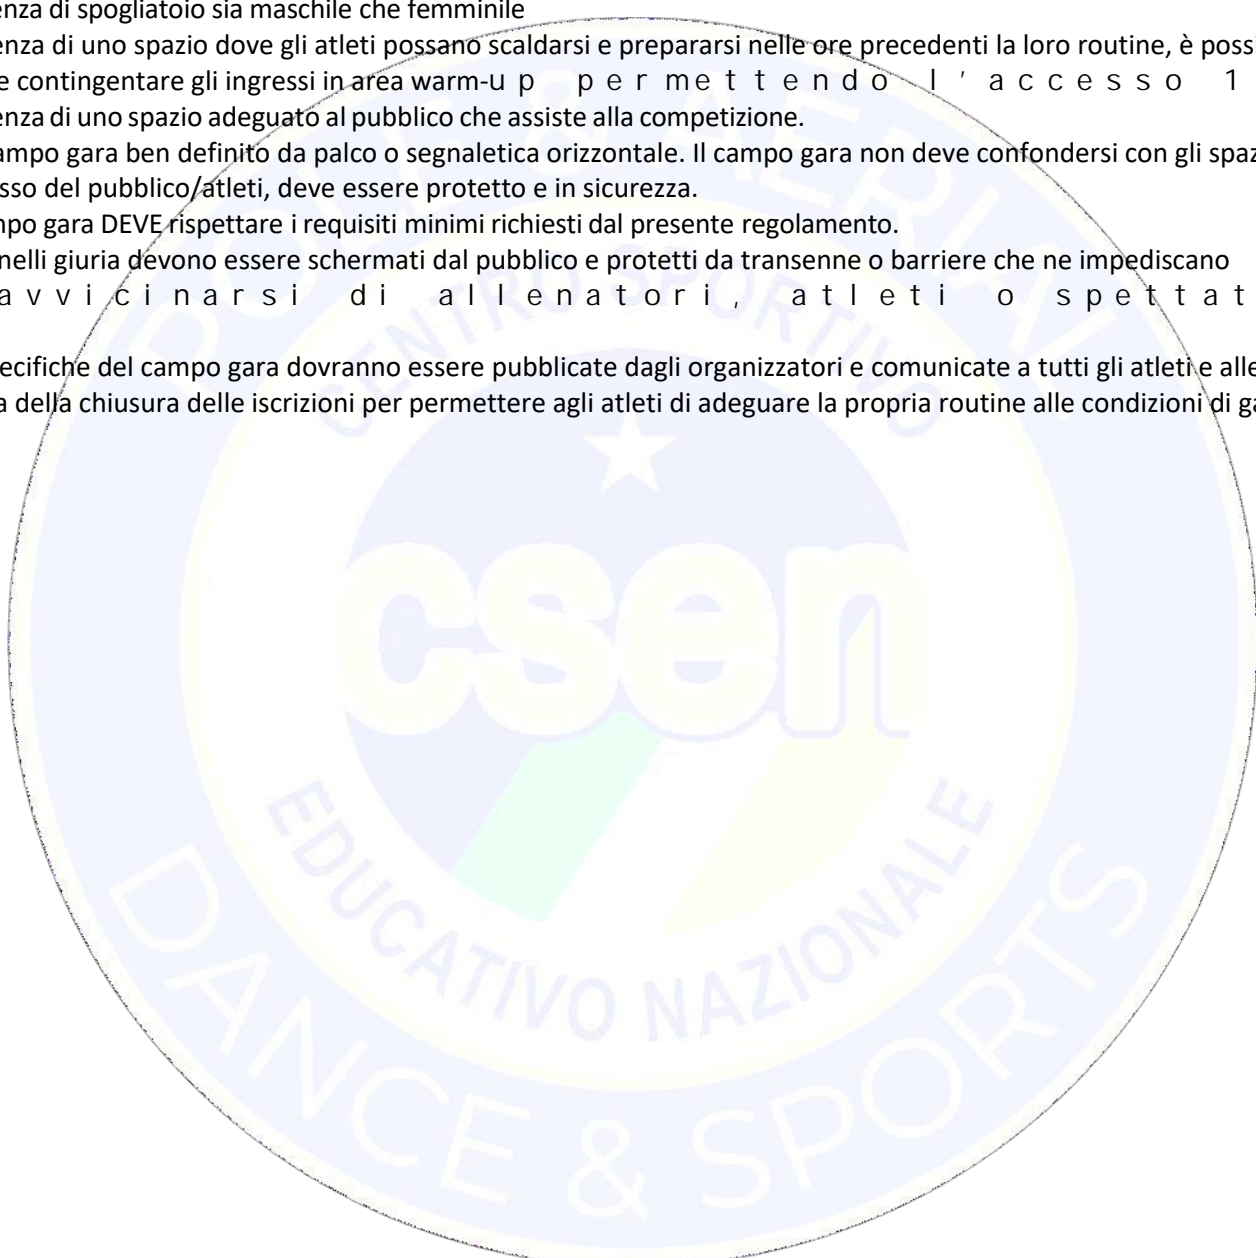 enza di spogliatoio sia maschile che femminile
enza di uno spazio dove gli atleti possano scaldarsi e prepararsi nelle ore precedenti la loro routine, è possi
e contingentare gli ingressi in area warm-up permettendo l'accesso 1
enza di uno spazio adeguato al pubblico che assiste alla competizione.
ampo gara ben definito da palco o segnaletica orizzontale. Il campo gara non deve confondersi con gli spaz
sso del pubblico/atleti, deve essere protetto e in sicurezza.
mpo gara DEVE rispettare i requisiti minimi richiesti dal presente regolamento.
nelli giuria devono essere schermati dal pubblico e protetti da transenne o barriere che ne impediscano
avvicinarsi di allenatori, atleti o spettat
ecifiche del campo gara dovranno essere pubblicate dagli organizzatori e comunicate a tutti gli atleti e alle
a della chiusura delle iscrizioni per permettere agli atleti di adeguare la propria routine alle condizioni di ga
POLE & AERIAL
CENTRO SPORTIVO
csen
EDUCATIVO NAZIONALE
DANCE & SPORTS